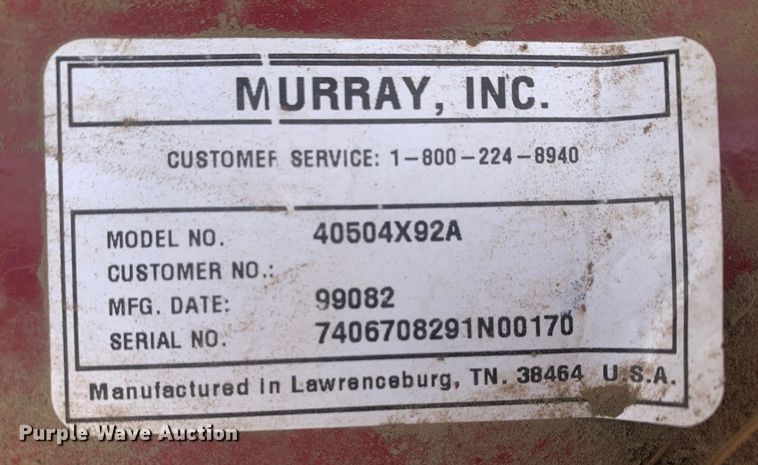 MURRAY, INC.
CUSTOMER SERVICE: 1-800-224-8940
MODEL NO. 40504X92A
CUSTOMER NO.:
MFG. DATE: 99082
SERIAL NO. 7406708291N00170
Manufactured in Lawrenceburg, TN. 38464 U.S.A.
Purple Wave Auction